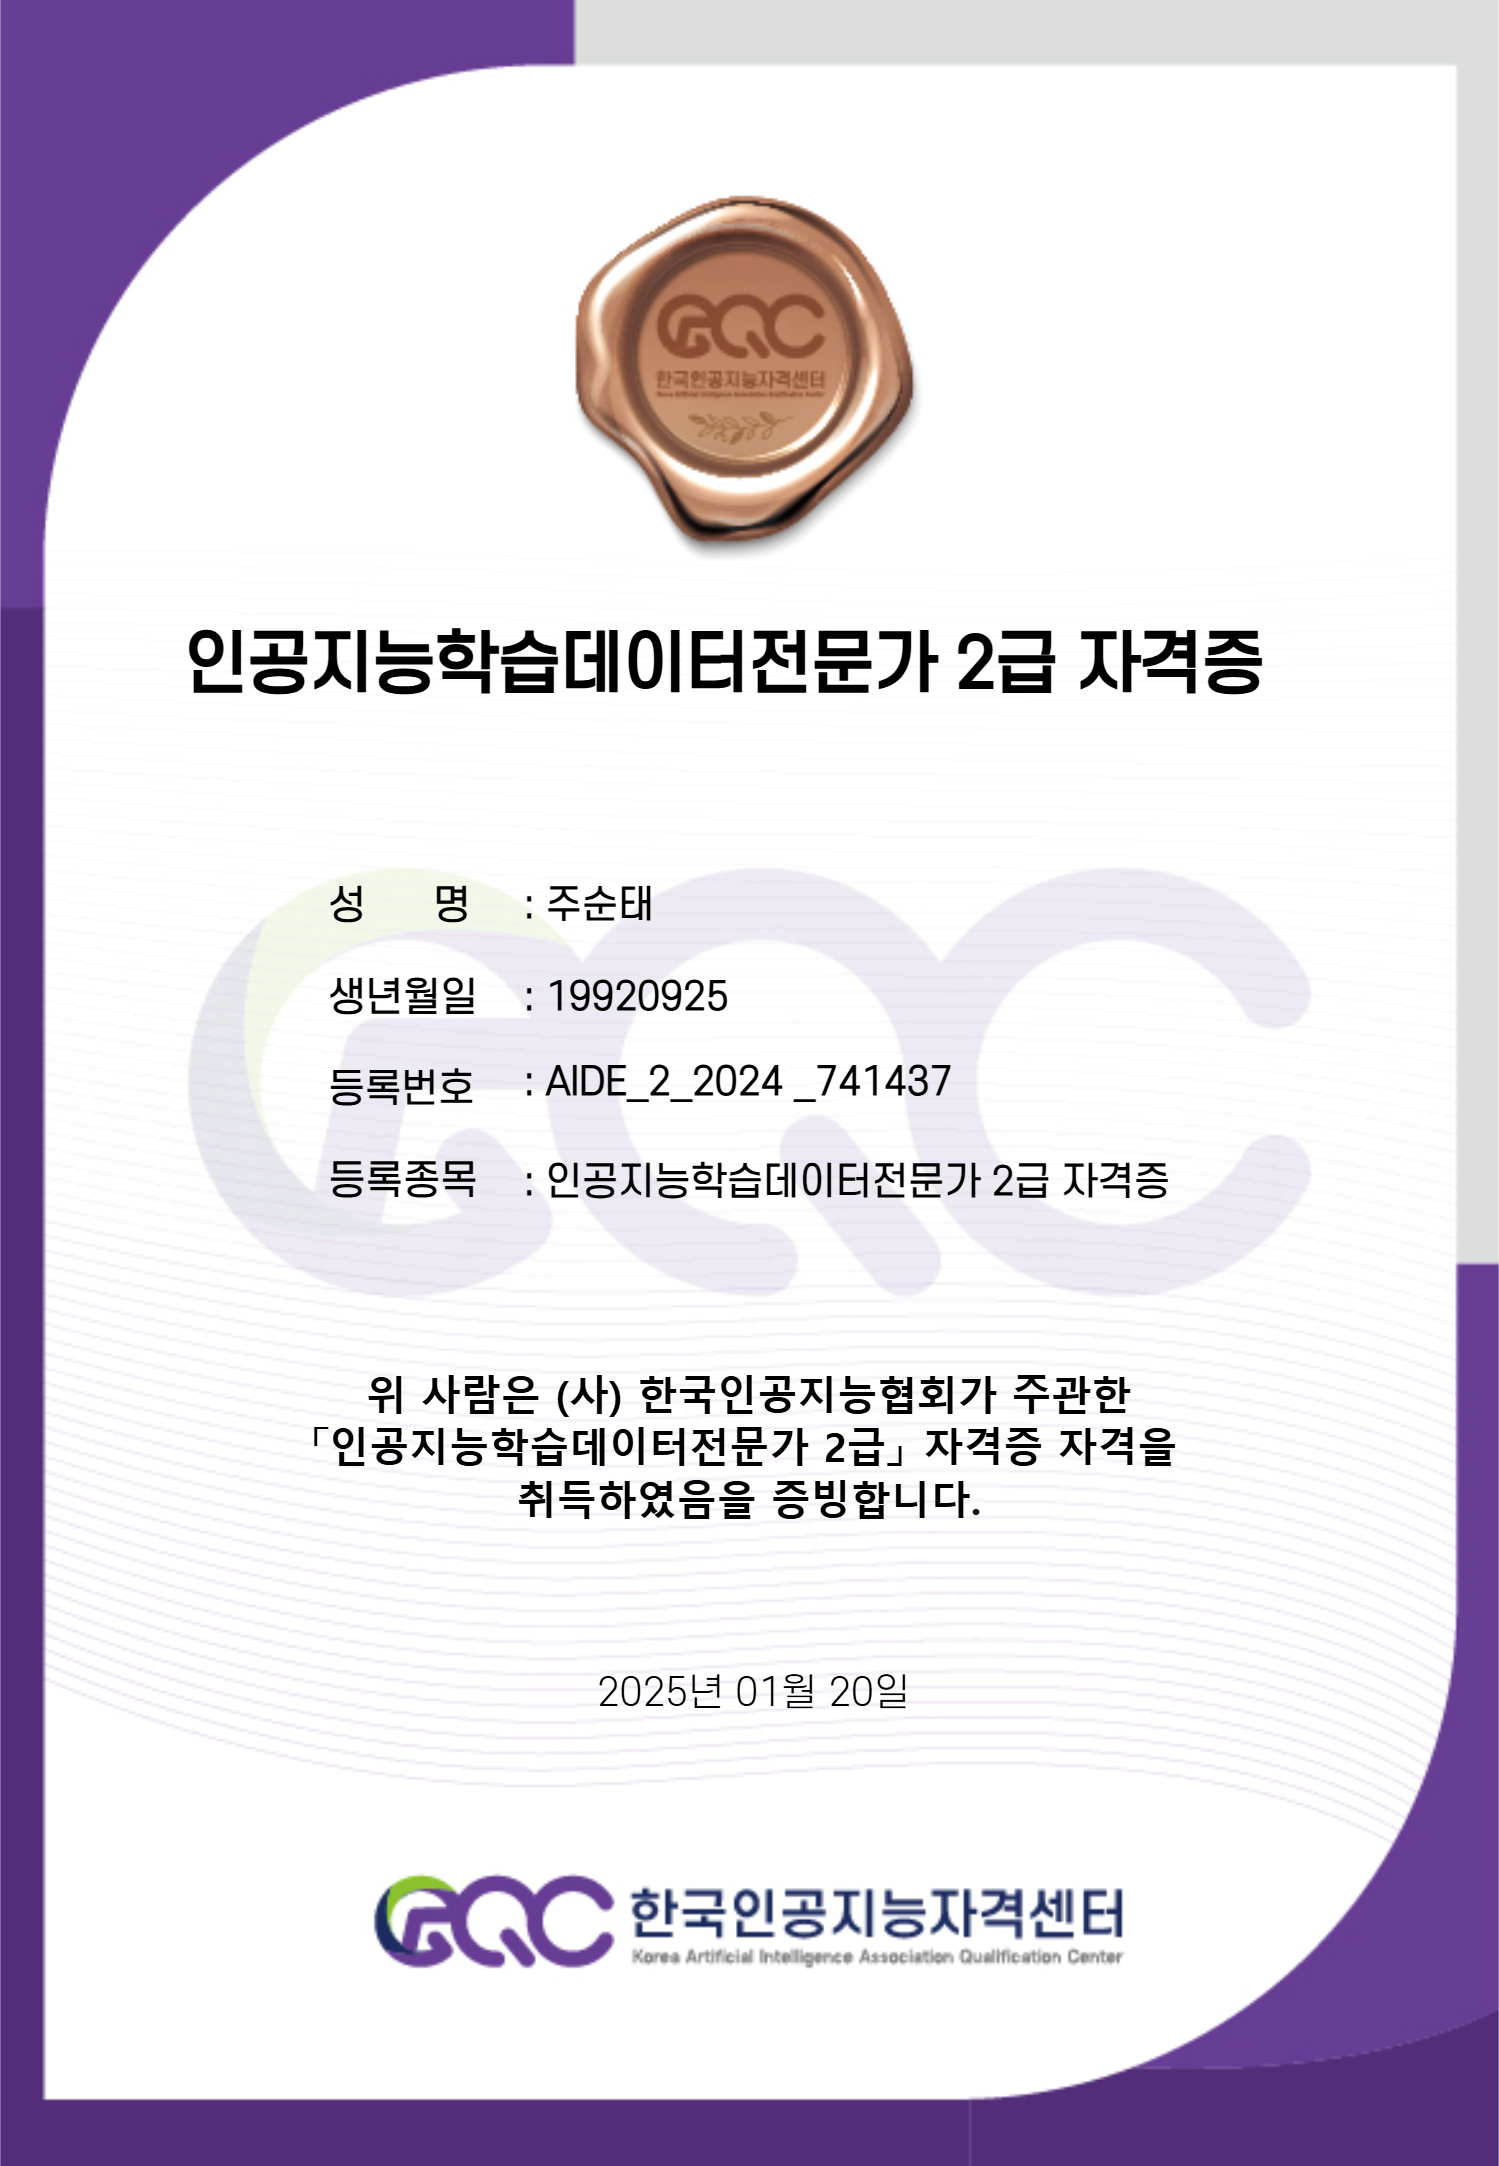 한국인공지능자격센터
인공지능학습데이터전문가 2급 자격증
성 명 : 주순태
생년월일 : 19920925
등록번호 : AIDE_2_2024 _741437
등록종목 : 인공지능학습데이터전문가 2급 자격증
위 사람은 (사) 한국인공지능협회가 주관한
「인공지능학습데이터전문가 2급」 자격증 자격을
취득하였음을 증빙합니다.
2025년 01월 20일
한국인공지능자격센터
Korea Artificial Intelligence Association Qualification Center